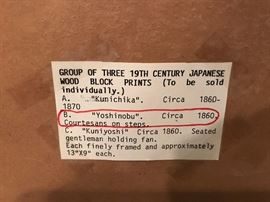 GROUP OF THREE 19TH CENTURY JAPANESE
WOOD BLOCK PRINTS (To be sold
individually.)
A. "Kunichika". Circa 1860-
1870
B. "Yoshinobu". Circa 1860.
Courtesans on steps.
C. "Kuniyoshi" Circa 1860. Seated
gentleman holding fan.
Each finely framed and approximately
13"X9" each.